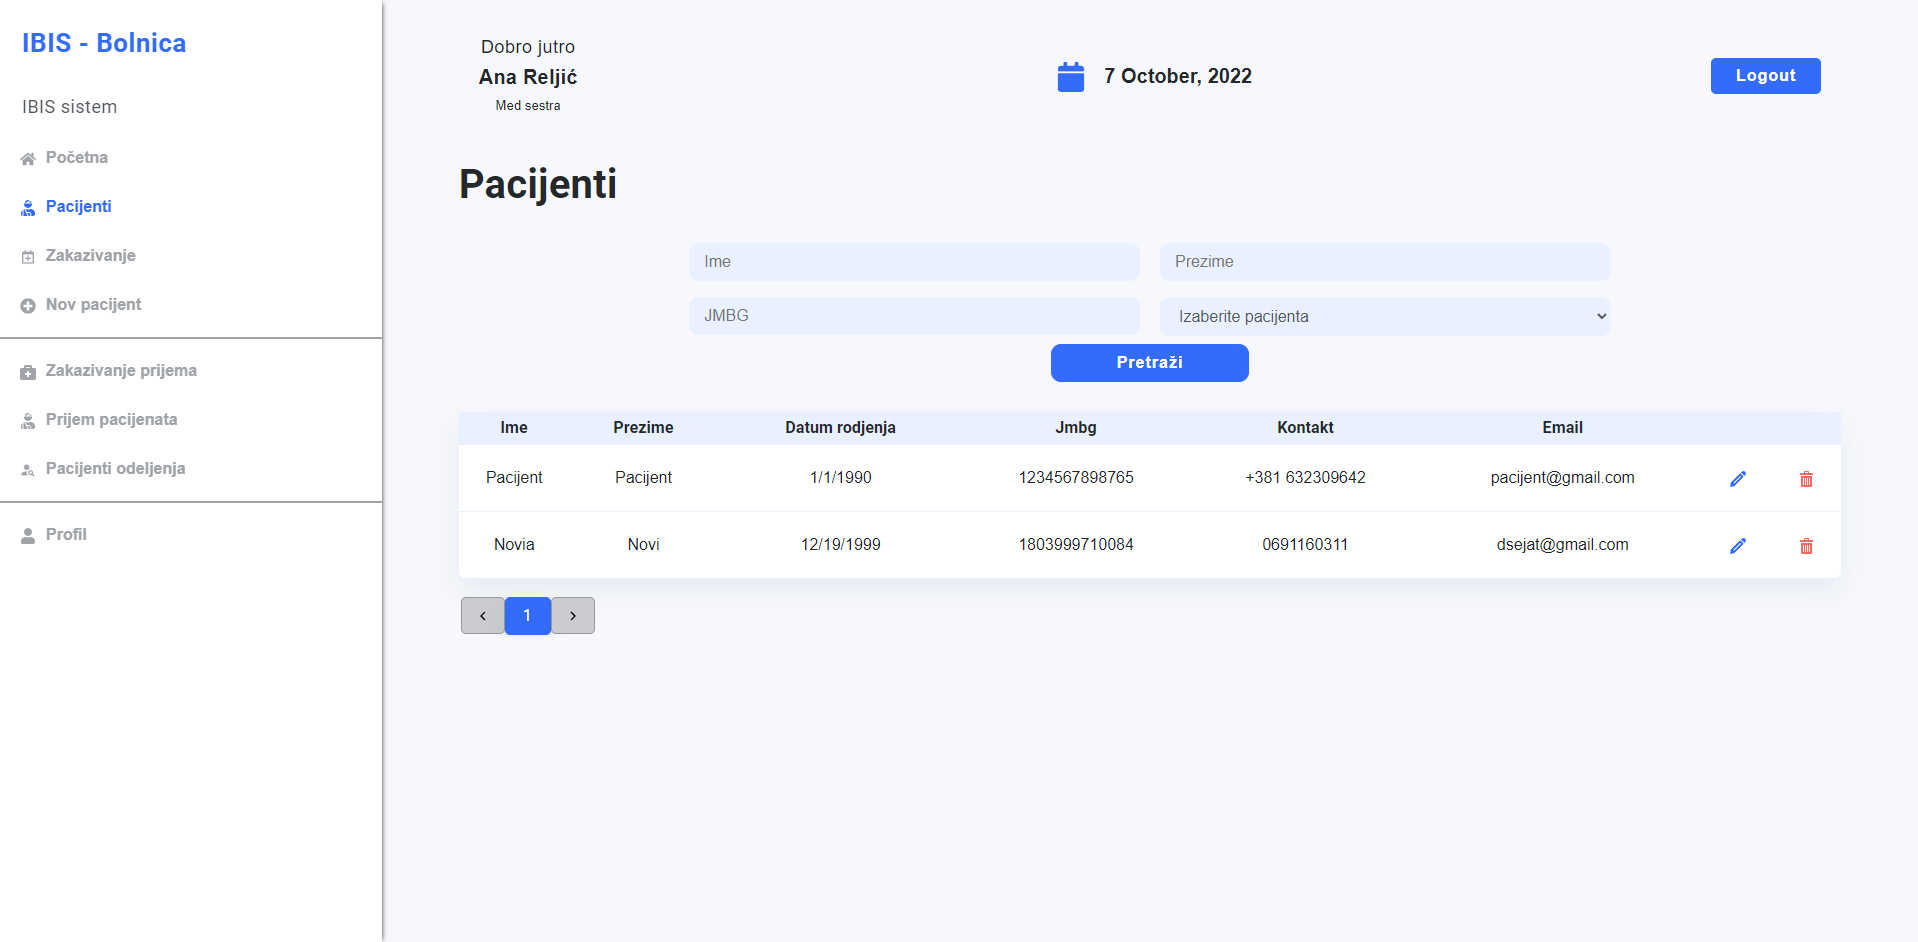 IBIS - Bolnica
IBIS sistem
Početna
Pacijenti
Zakazivanje
Nov pacijent
Zakazivanje prijema
Prijem pacijenata
Pacijenti odeljenja
Profil
Dobro jutro
Ana Reljić
Med sestra
7 October, 2022
Logout
Pacijenti
Ime Prezime
JMBG Izaberite pacijenta
Pretraži
Ime Prezime Datum rodjenja Jmbg Kontakt Email
Pacijent Pacijent 1/1/1990 1234567898765 +381 632309642 pacijent@gmail.com
Novia Novi 12/19/1999 1803999710084 0691160311 dsejat@gmail.com
‹ 1 ›